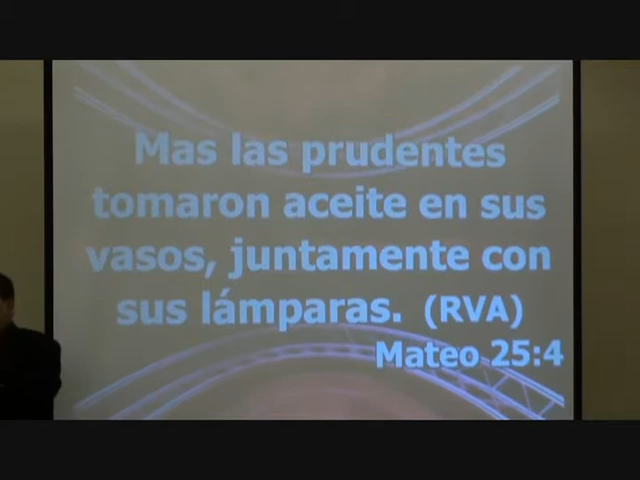 Mas las prudentes
tomaron aceite en sus
vasos, juntamente con
sus lámparas. (RVA)
Mateo 25:4